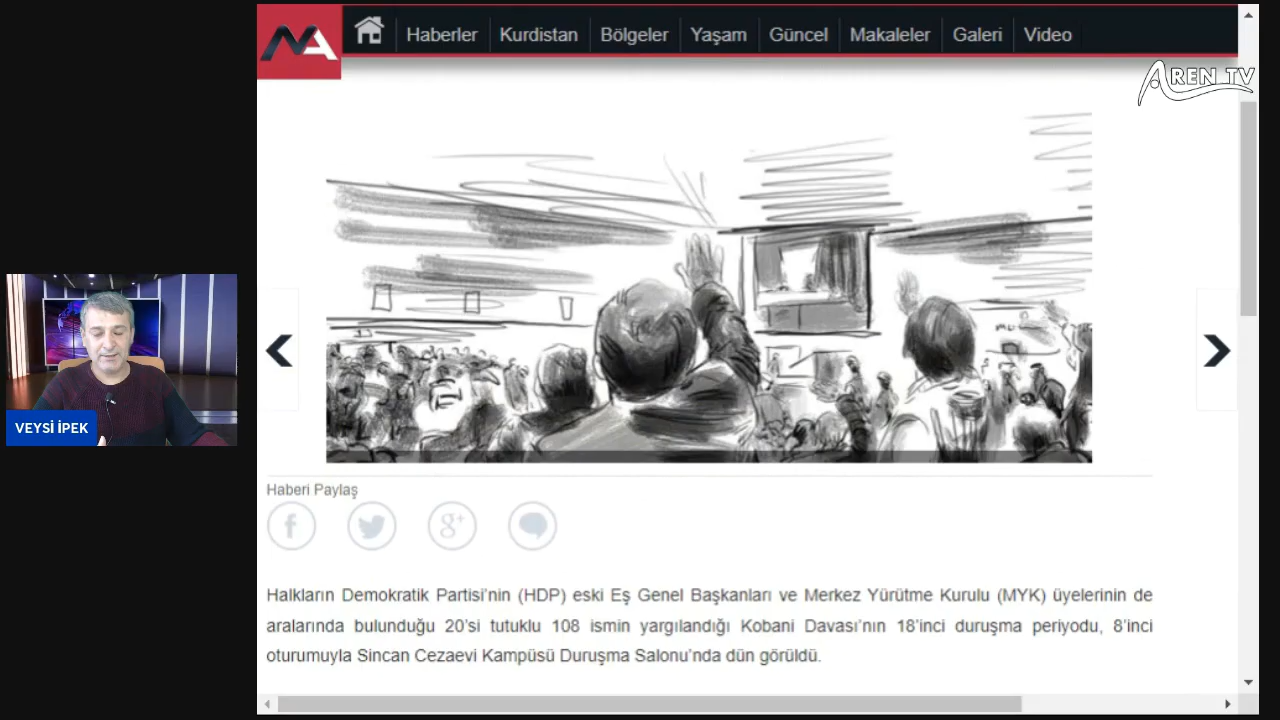 Haberler Kurdistan Bölgeler Yaşam Güncel Makaleler Galeri Video
AREN TV
VEYSİ İPEK
Haberi Paylaş
Halkların Demokratik Partisi'nin (HDP) eski Eş Genel Başkanları ve Merkez Yürütme Kurulu (MYK) üyelerinin de
aralarında bulunduğu 20'si tutuklu 108 ismin yargılandığı Kobani Davası'nın 18'inci duruşma periyodu, 8'inci
oturumuyla Sincan Cezaevi Kampüsü Duruşma Salonu'nda dün görüldü.